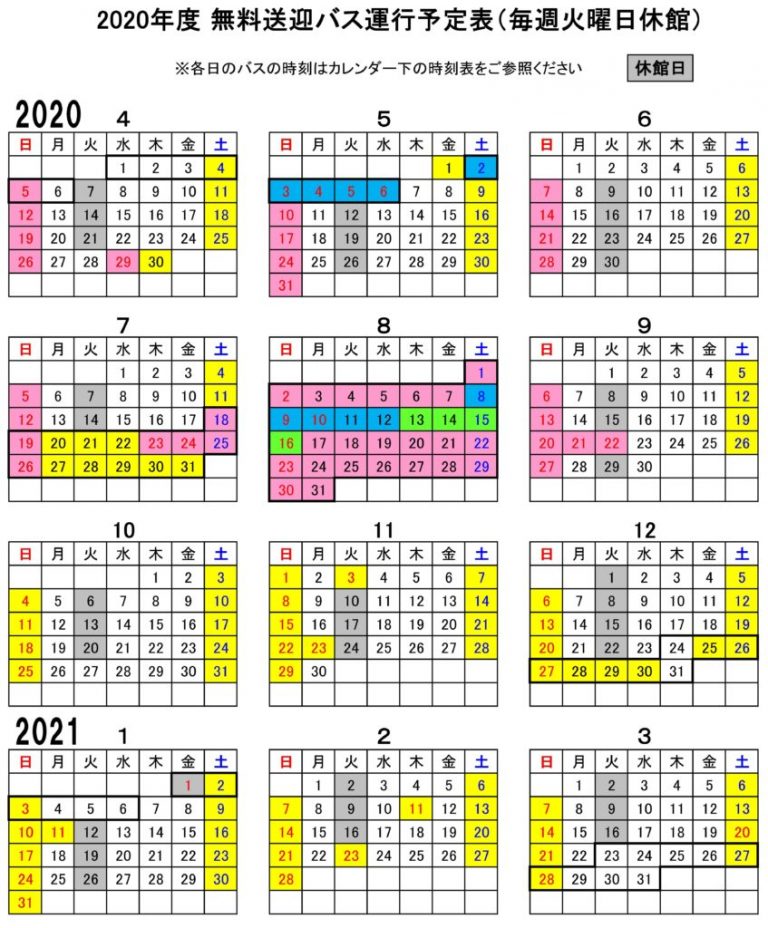 2020年度 無料送迎バス運行予定表（毎週火曜日休館）
※各日のバスの時刻はカレンダー下の時刻表をご参照ください 休館日
2020 4 5 6
日 月 火 水 木 金 土 日 月 火 水 木 金 土 日 月 火 水 木 金 土
1 2 3 4 1 2 1 2 3 4 5 6
5 6 7 8 9 10 11 3 4 5 6 7 8 9 7 8 9 10 11 12 13
12 13 14 15 16 17 18 10 11 12 13 14 15 16 14 15 16 17 18 19 20
19 20 21 22 23 24 25 17 18 19 20 21 22 23 21 22 23 24 25 26 27
26 27 28 29 30 24 25 26 27 28 29 30 28 29 30
31
7 8 9
日 月 火 水 木 金 土 日 月 火 水 木 金 土 日 月 火 水 木 金 土
1 2 3 4 1 1 2 3 4 5
5 6 7 8 9 10 11 2 3 4 5 6 7 8 6 7 8 9 10 11 12
12 13 14 15 16 17 18 9 10 11 12 13 14 15 13 14 15 16 17 18 19
19 20 21 22 23 24 25 16 17 18 19 20 21 22 20 21 22 23 24 25 26
26 27 28 29 30 31 23 24 25 26 27 28 29 27 28 29 30
30 31
10 11 12
日 月 火 水 木 金 土 日 月 火 水 木 金 土 日 月 火 水 木 金 土
1 2 3 1 2 3 4 5 6 7 1 2 3 4 5
4 5 6 7 8 9 10 8 9 10 11 12 13 14 6 7 8 9 10 11 12
11 12 13 14 15 16 17 15 16 17 18 19 20 21 13 14 15 16 17 18 19
18 19 20 21 22 23 24 22 23 24 25 26 27 28 20 21 22 23 24 25 26
25 26 27 28 29 30 31 29 30 27 28 29 30 31
2021 1 2 3
日 月 火 水 木 金 土 日 月 火 水 木 金 土 日 月 火 水 木 金 土
1 2 1 2 3 4 5 6 1 2 3 4 5 6
3 4 5 6 7 8 9 7 8 9 10 11 12 13 7 8 9 10 11 12 13
10 11 12 13 14 15 16 14 15 16 17 18 19 20 14 15 16 17 18 19 20
17 18 19 20 21 22 23 21 22 23 24 25 26 27 21 22 23 24 25 26 27
24 25 26 27 28 29 30 28 28 29 30 31
31